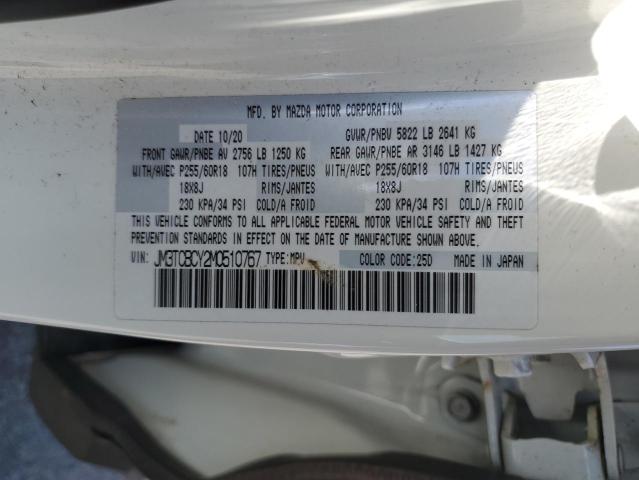 MFD. BY MAZDA MOTOR CORPORATION
DATE 10/20 GVWR/PNBV 5822 LB 2641 KG
FRONT GAWR/PNBE AV 2756 LB 1250 KG REAR GAWR/PNBE AR 3146 LB 1427 KG
WITH/AVEC P255/60R18 107H TIRES/PNEUS WITH/AVEC P255/60R18 107H TIRES/PNEUS
18X8J RIMS/JANTES 18X8J RIMS/JANTES
230 KPA/34 PSI COLD/A FROID 230 KPA/34 PSI COLD/A FROID
THIS VEHICLE CONFORMS TO ALL APPLICABLE FEDERAL MOTOR VEHICLE SAFETY AND THEFT
PREVENTION STANDARDS IN EFFECT ON THE DATE OF MANUFACTURE SHOWN ABOVE.
VIN: JM3TCBCY2M0510767 TYPE: MPV COLOR CODE: 25D MADE IN JAPAN